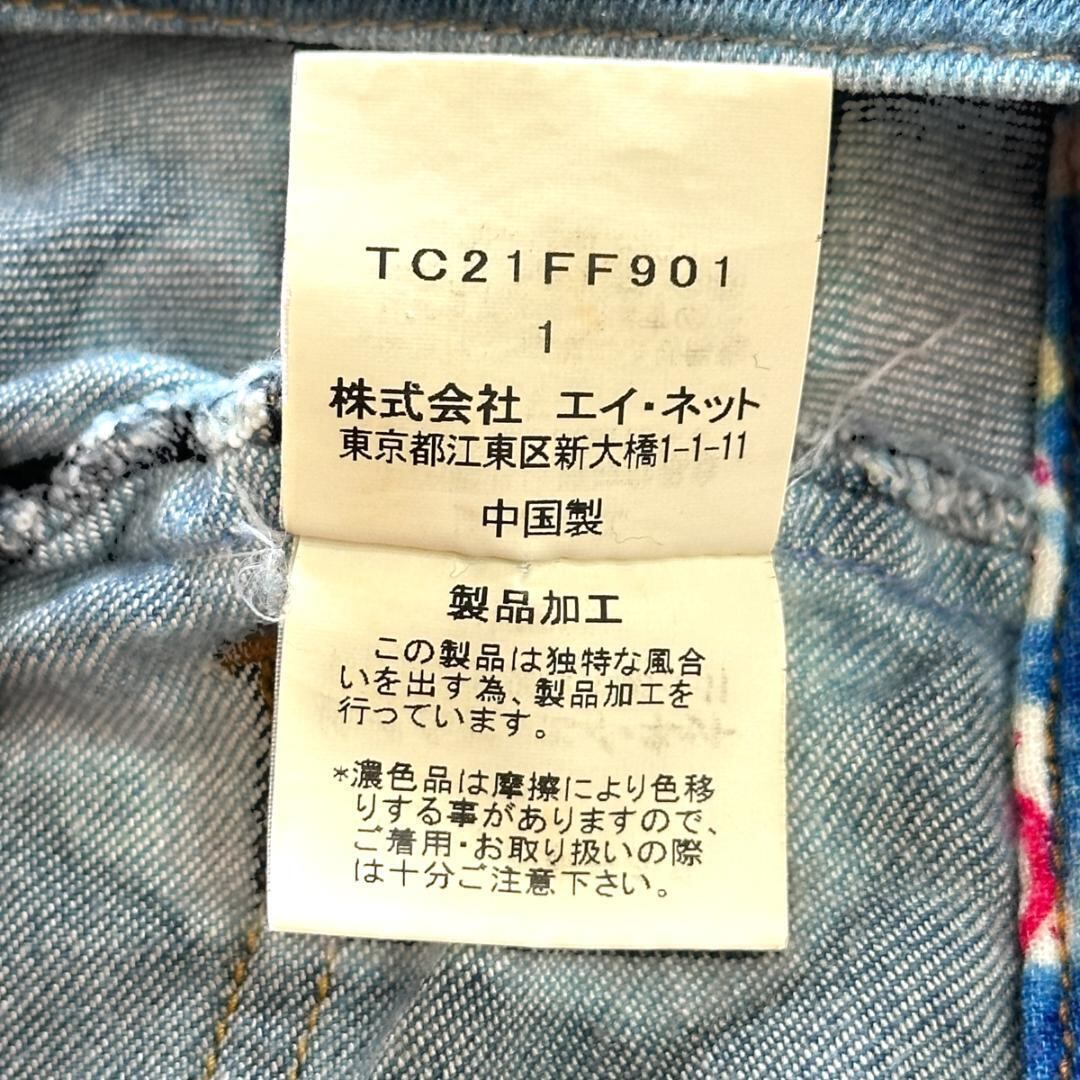 TC21FF901
1
株式会社 エイ・ネット
東京都江東区新大橋1-1-11
中国製
製品加工
この製品は独特な風合
いを出す為、製品加工を
行っています。
*濃色品は摩擦により色移
りする事がありますので、
ご着用・お取り扱いの際
は十分ご注意下さい。